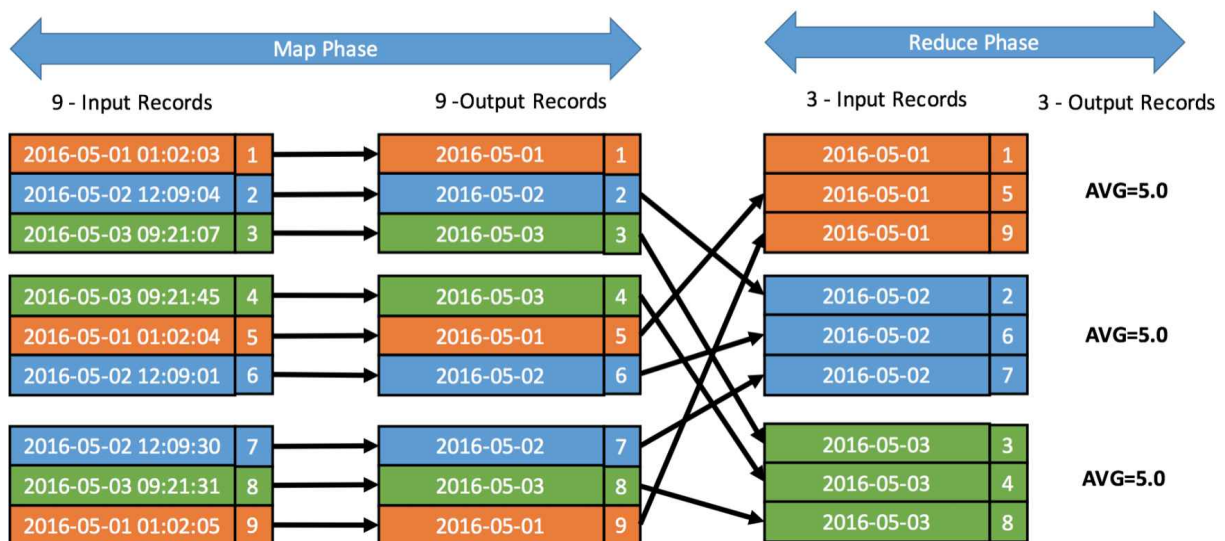 Map Phase
Reduce Phase
9 - Input Records
9 -Output Records
3 - Input Records
3 - Output Records
2016-05-01 01:02:03 1
2016-05-02 12:09:04 2
2016-05-03 09:21:07 3
2016-05-03 09:21:45 4
2016-05-01 01:02:04 5
2016-05-02 12:09:01 6
2016-05-02 12:09:30 7
2016-05-03 09:21:31 8
2016-05-01 01:02:05 9
2016-05-01 1
2016-05-02 2
2016-05-03 3
2016-05-03 4
2016-05-01 5
2016-05-02 6
2016-05-02 7
2016-05-03 8
2016-05-01 9
2016-05-01 1
2016-05-01 5
2016-05-01 9
2016-05-02 2
2016-05-02 6
2016-05-02 7
2016-05-03 3
2016-05-03 4
2016-05-03 8
AVG=5.0
AVG=5.0
AVG=5.0